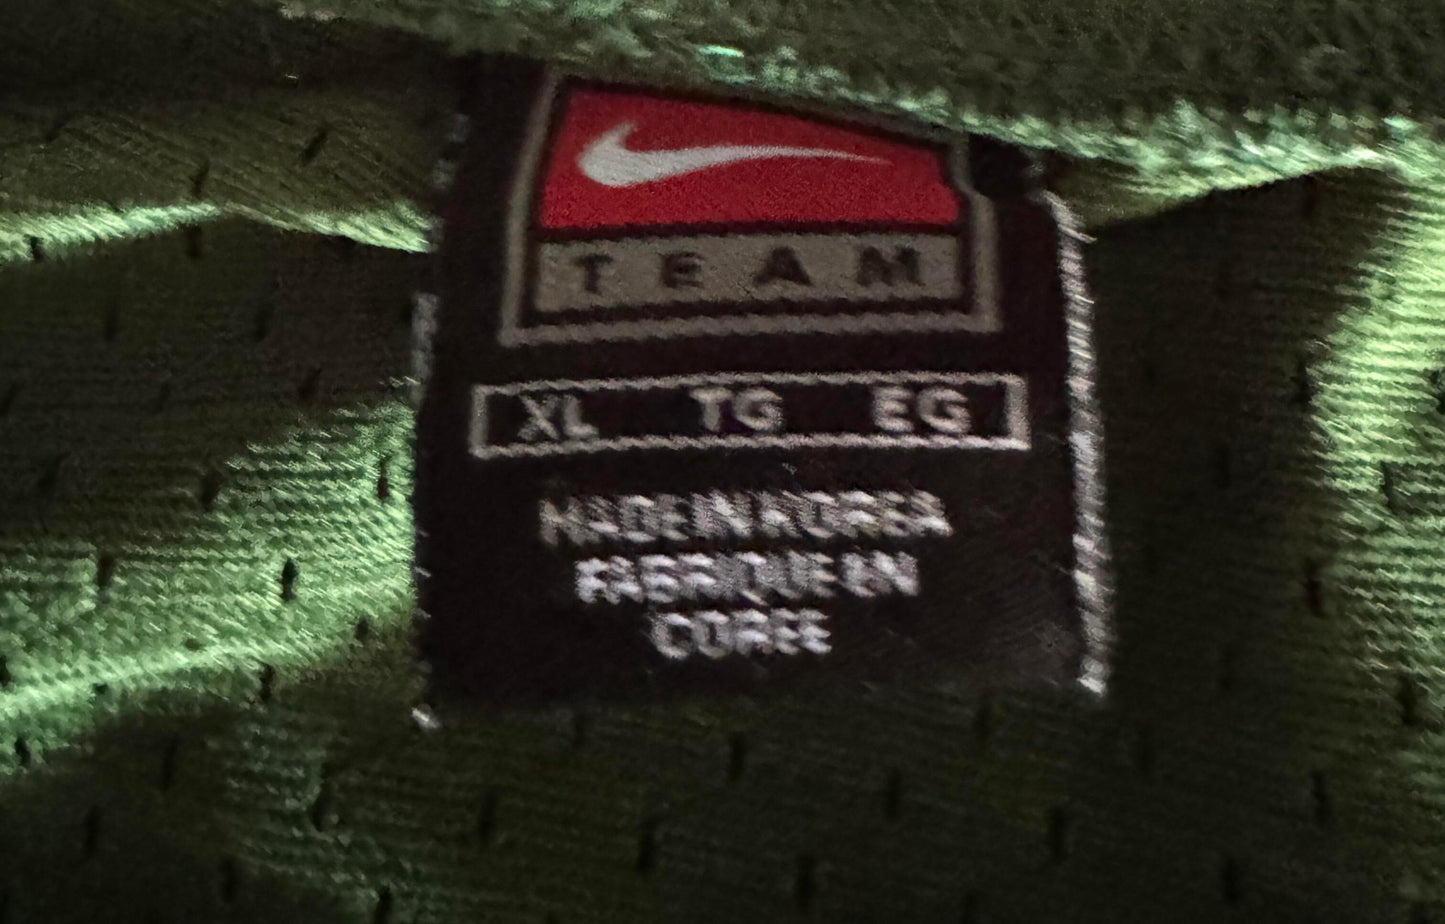 TEAM
XL TG EG
MADE IN KOREA
FABRIQUE EN
COREE